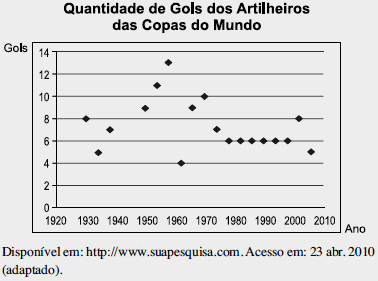 Quantidade de Gols dos Artilheiros
das Copas do Mundo
Gols
14
12
10
8
6
4
2
0
1920 1930 1940 1950 1960 1970 1980 1990 2000 2010
Ano
Disponível em: http://www.suapesquisa.com. Acesso em: 23 abr. 2010
(adaptado).